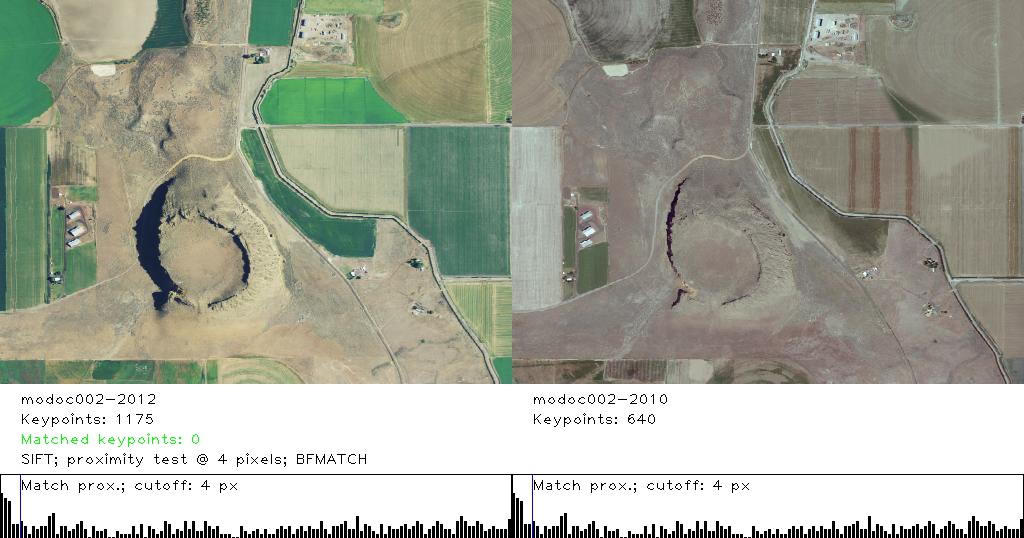 modoc002-2012
Keypoints: 1175
Matched keypoints: 0
SIFT; proximity test @ 4 pixels; BFMATCH
Match prox.; cutoff: 4 px
modoc002-2010
Keypoints: 640
Match prox.; cutoff: 4 px